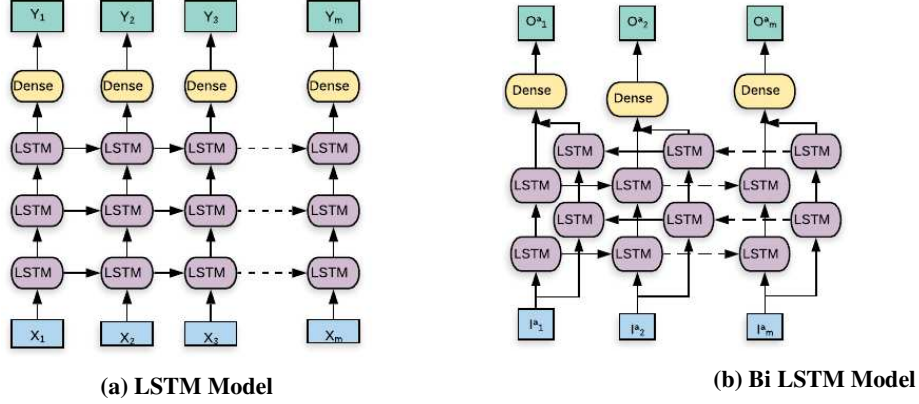 Y₁ Y₂ Y₃ Yₘ
Dense Dense Dense Dense
LSTM LSTM LSTM LSTM
LSTM LSTM LSTM LSTM
LSTM LSTM LSTM LSTM
X₁ X₂ X₃ Xₘ
(a) LSTM Model
Oᵃ₁ Oᵃ₂ Oᵃₘ
Dense Dense Dense
LSTM LSTM LSTM
LSTM LSTM LSTM
LSTM LSTM LSTM
LSTM LSTM LSTM
Iᵃ₁ Iᵃ₂ Iᵃₘ
(b) Bi LSTM Model